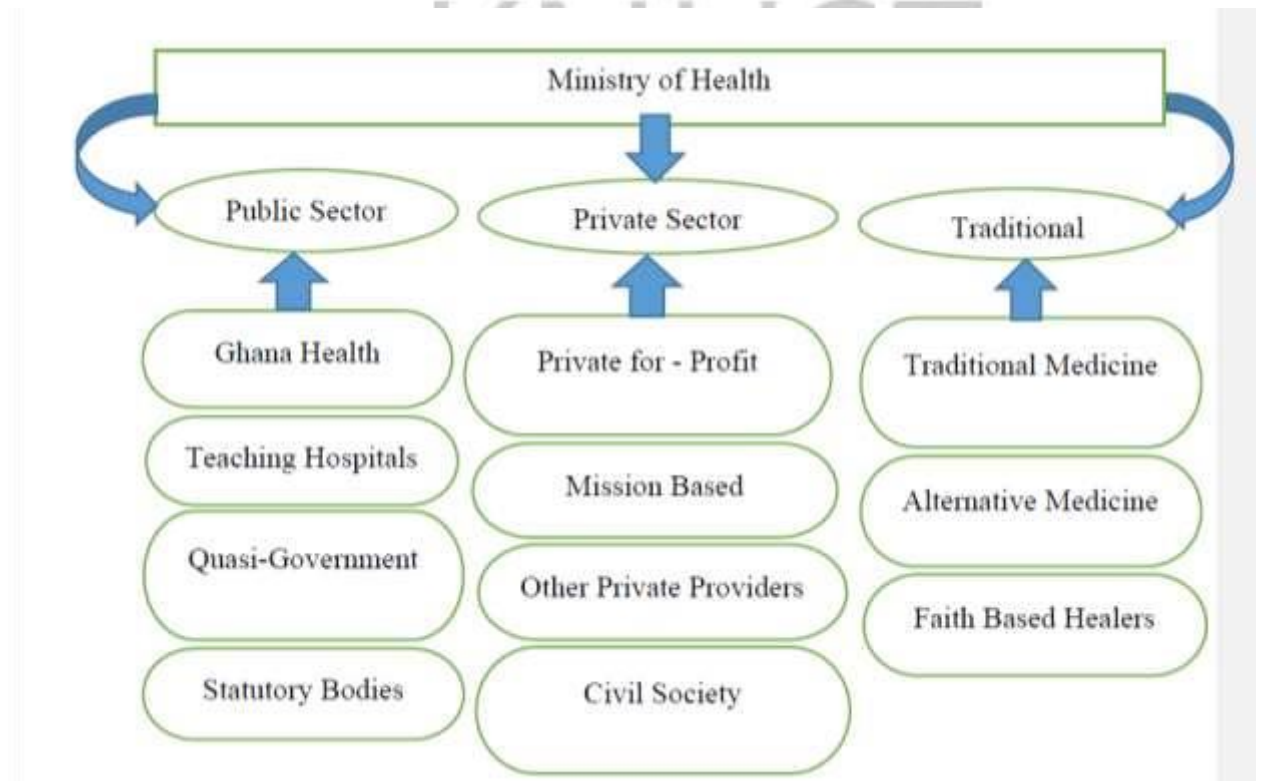 Ministry of Health
Public Sector
Private Sector
Traditional
Ghana Health
Teaching Hospitals
Quasi-Government
Statutory Bodies
Private for - Profit
Mission Based
Other Private Providers
Civil Society
Traditional Medicine
Alternative Medicine
Faith Based Healers